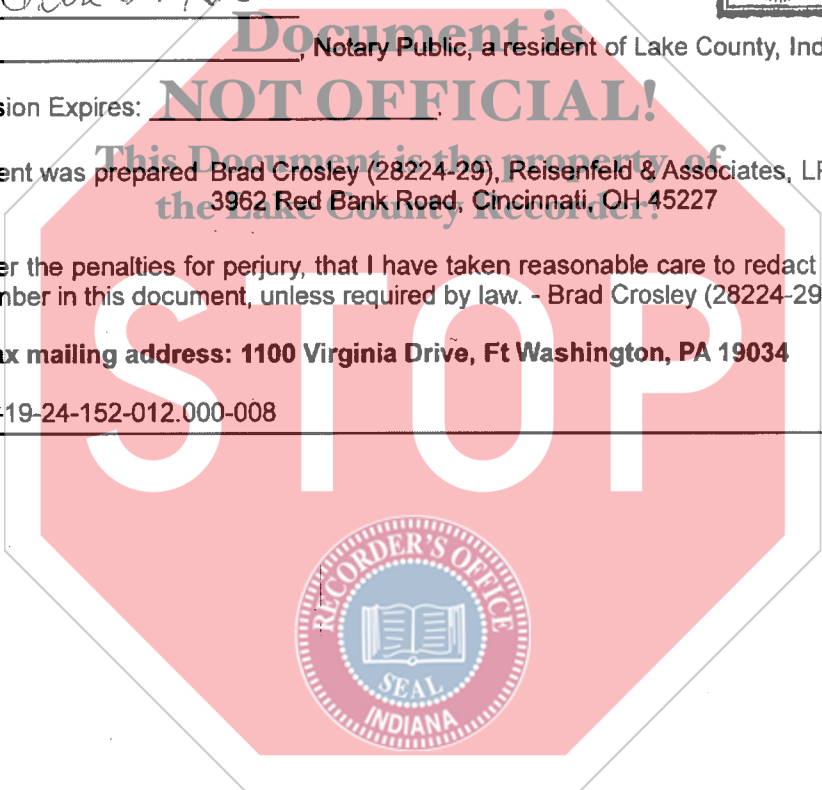 Document is
, Notary Public, a resident of Lake County, Ind
sion Expires:
NOT OFFICIAL!
This Document is the property of
ent was prepared Brad Crosley (28224-29), Reisenfeld & Associates, LP
the Lake County Recorder!
3962 Red Bank Road, Cincinnati, OH 45227
er the penalties for perjury, that I have taken reasonable care to redact
nber in this document, unless required by law. - Brad Crosley (28224-29
ax mailing address: 1100 Virginia Drive, Ft Washington, PA 19034
-19-24-152-012.000-008
STOP
RECORDER'S OFFICE
SEAL
INDIANA